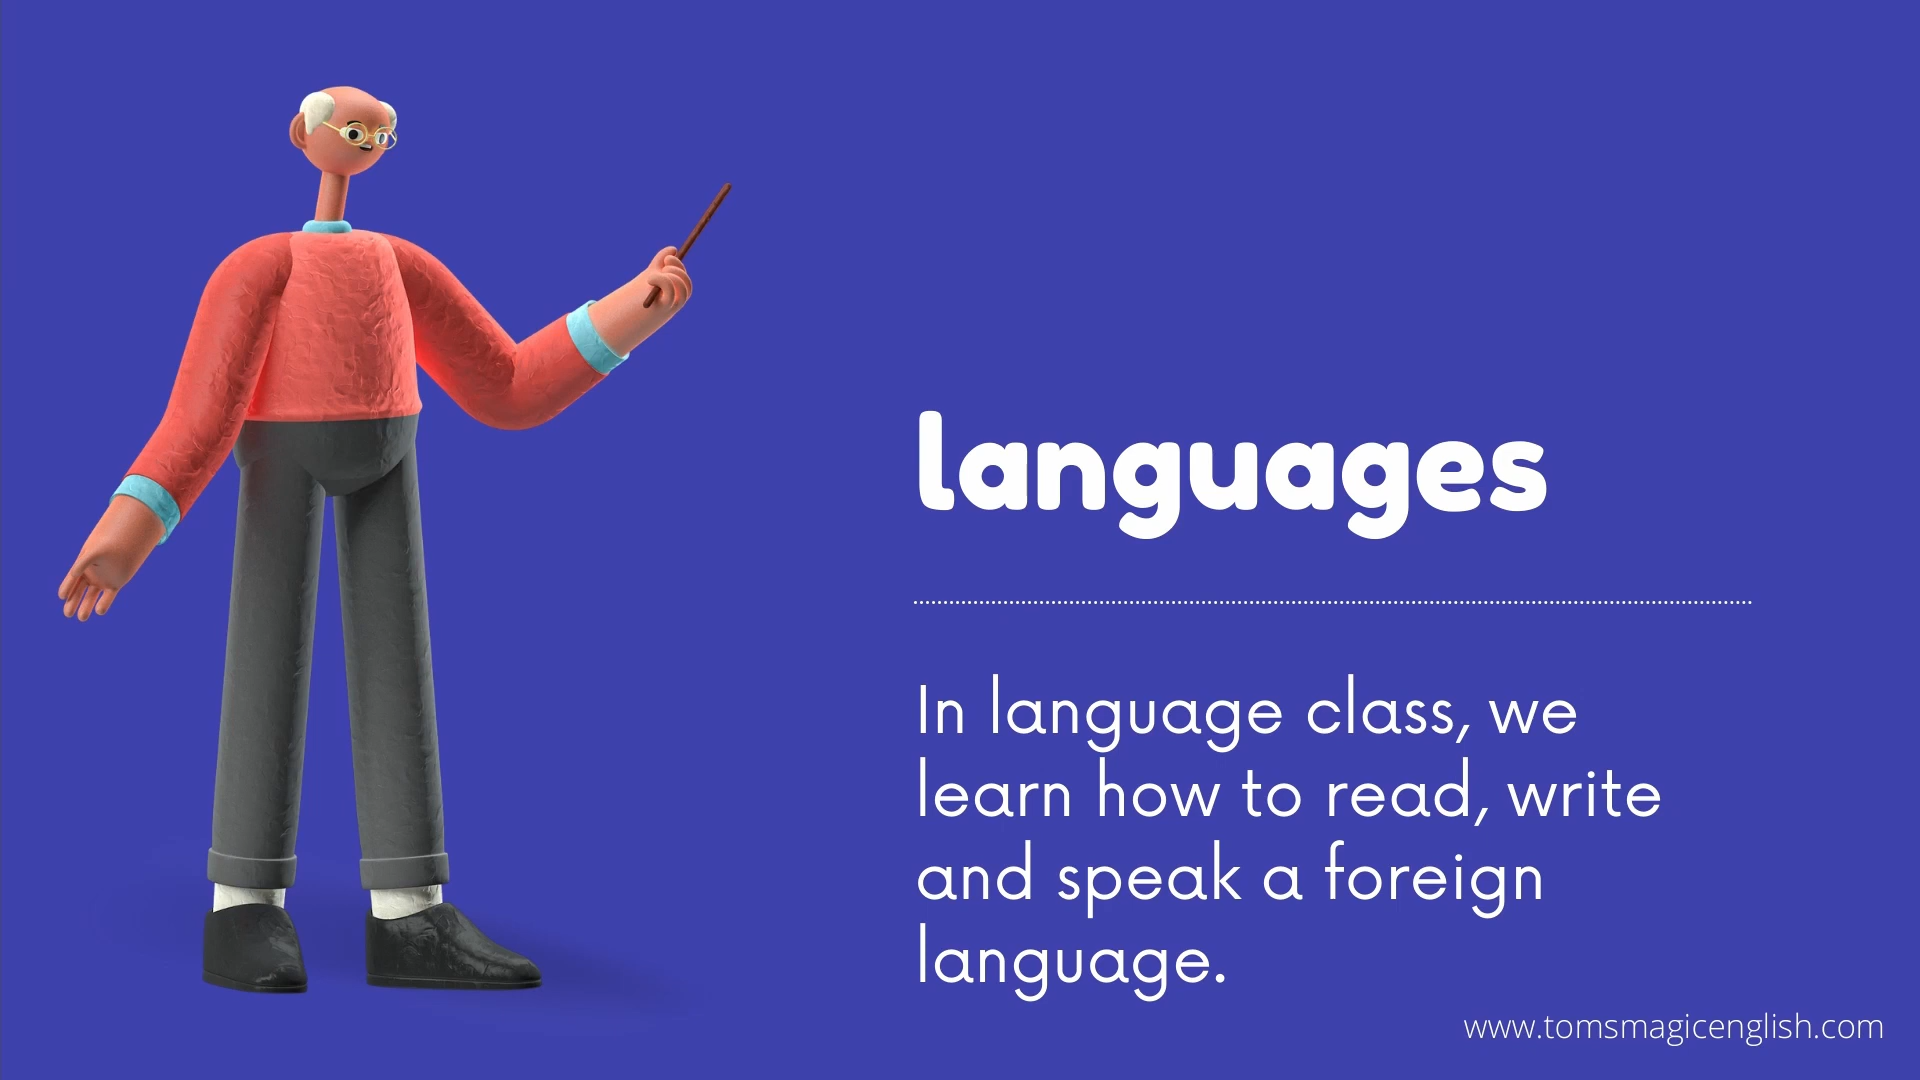 languages
In language class, we
learn how to read, write
and speak a foreign
language.
www.tomsmagicenglish.com